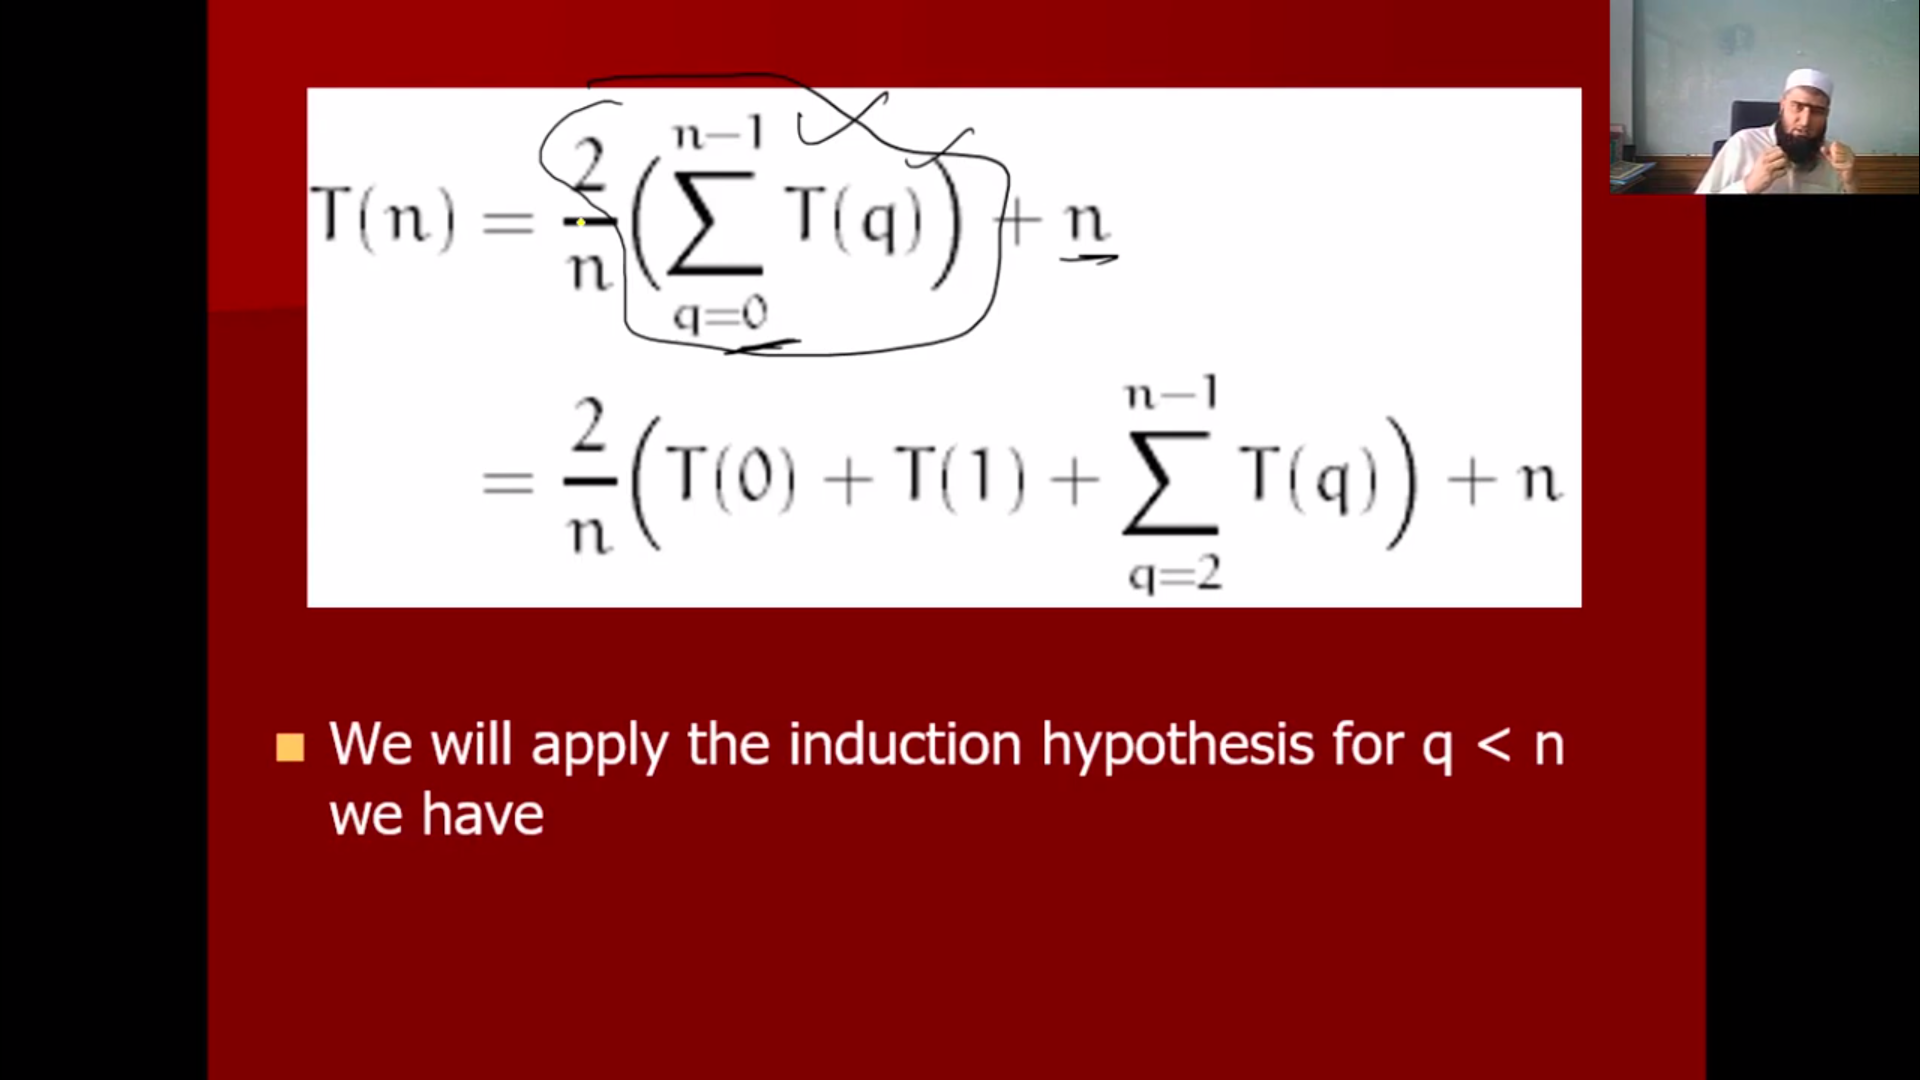 T(n) = \frac{2}{n} \left( \sum_{q=0}^{n-1} T(q) \right) + n
= \frac{2}{n} \left( T(0) + T(1) + \sum_{q=2}^{n-1} T(q) \right) + n
We will apply the induction hypothesis for q < n
we have